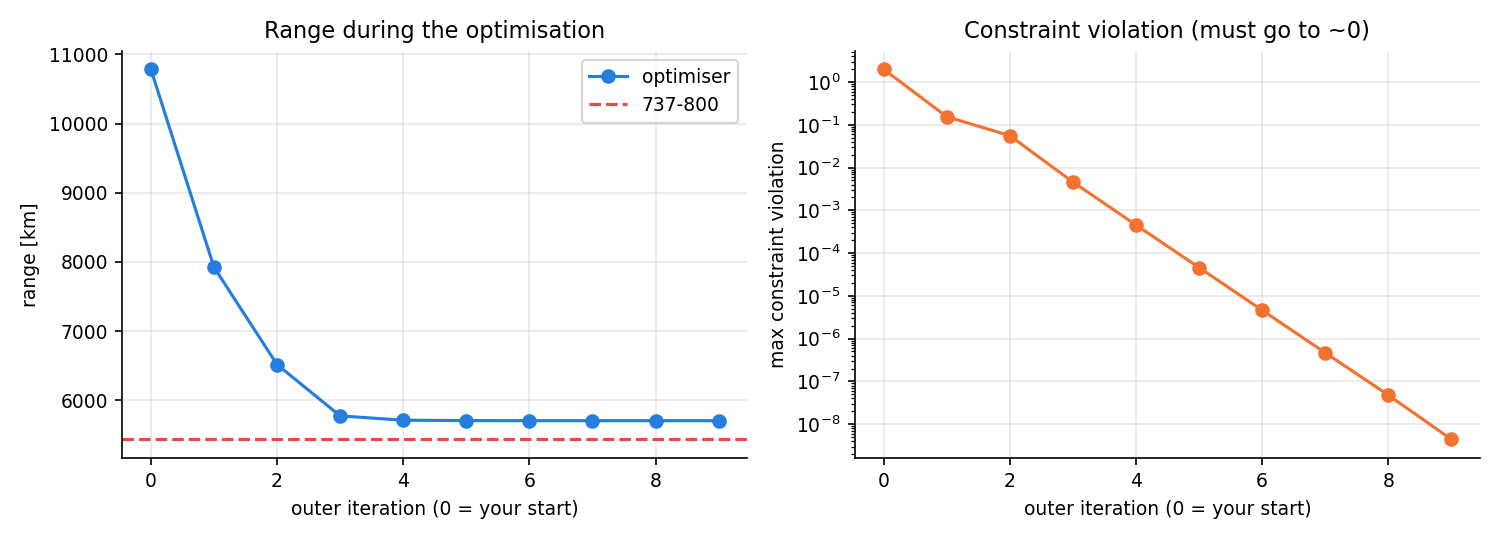 Range during the optimisation
11000
10000
9000
8000
7000
6000
range [km]
0 2 4 6 8
outer iteration (0 = your start)
optimiser
737-800
Constraint violation (must go to ~0)
10⁰
10⁻¹
10⁻²
10⁻³
10⁻⁴
10⁻⁵
10⁻⁶
10⁻⁷
10⁻⁸
max constraint violation
0 2 4 6 8
outer iteration (0 = your start)